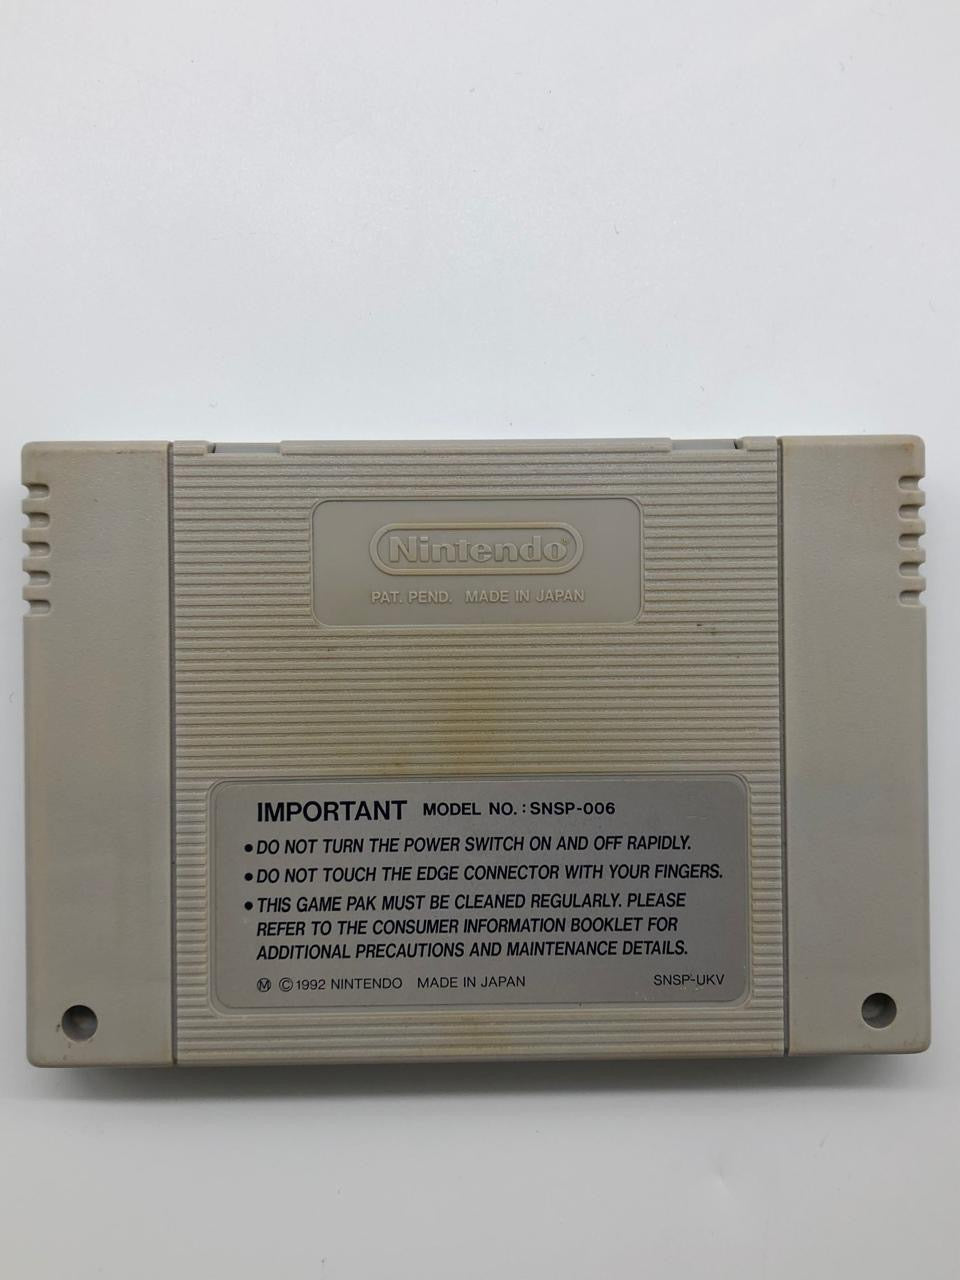 Nintendo
PAT. PEND. MADE IN JAPAN
IMPORTANT MODEL NO. : SNSP-006
• DO NOT TURN THE POWER SWITCH ON AND OFF RAPIDLY.
• DO NOT TOUCH THE EDGE CONNECTOR WITH YOUR FINGERS.
• THIS GAME PAK MUST BE CLEANED REGULARLY. PLEASE
REFER TO THE CONSUMER INFORMATION BOOKLET FOR
ADDITIONAL PRECAUTIONS AND MAINTENANCE DETAILS.
Ⓜ ©1992 NINTENDO MADE IN JAPAN SNSP-UKV